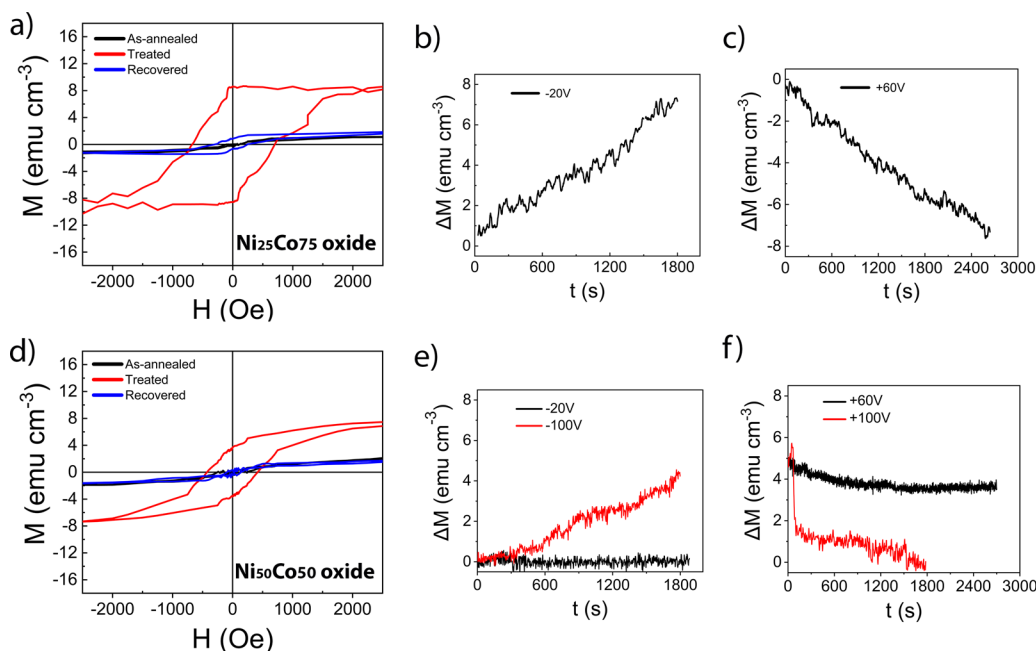 a)
As-annealed
Treated
Recovered
16
12
8
4
0
-4
-8
-12
-16
M (emu cm⁻³)
Ni₂₅Co₇₅ oxide
-2000 -1000 0 1000 2000
H (Oe)
b)
-20V
8
6
4
2
0
ΔM (emu cm⁻³)
0 600 1200 1800
t (s)
c)
+60V
0
-2
-4
-6
-8
ΔM (emu cm⁻³)
0 600 1200 1800 2400 3000
t (s)
d)
As-annealed
Treated
Recovered
16
12
8
4
0
-4
-8
-12
-16
M (emu cm⁻³)
Ni₅₀Co₅₀ oxide
-2000 -1000 0 1000 2000
H (Oe)
e)
-20V
-100V
8
6
4
2
0
ΔM (emu cm⁻³)
0 600 1200 1800
t (s)
f)
+60V
+100V
8
6
4
2
0
ΔM (emu cm⁻³)
0 600 1200 1800 2400 3000
t (s)